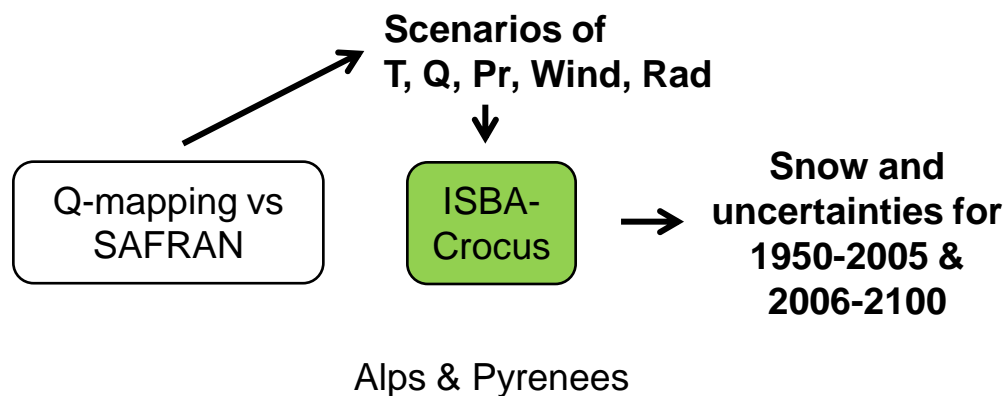 Scenarios of
T, Q, Pr, Wind, Rad
Q-mapping vs
SAFRAN
ISBA-
Crocus
Snow and
uncertainties for
1950-2005 &
2006-2100
Alps & Pyrenees